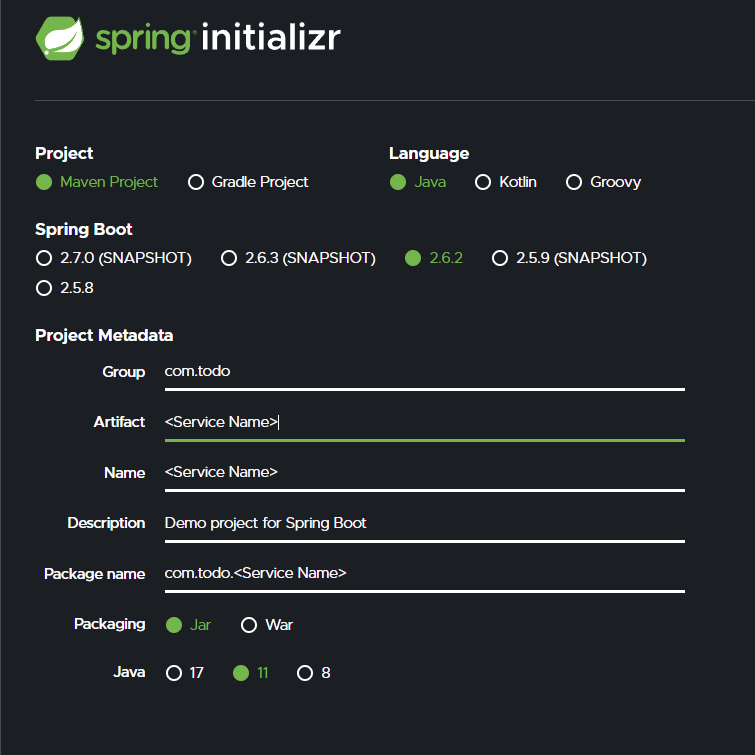 spring initializr
Project
Language
Maven Project Gradle Project
Java Kotlin Groovy
Spring Boot
2.7.0 (SNAPSHOT) 2.6.3 (SNAPSHOT) 2.6.2 2.5.9 (SNAPSHOT)
2.5.8
Project Metadata
Group com.todo
Artifact <Service Name>
Name <Service Name>
Description Demo project for Spring Boot
Package name com.todo.<Service Name>
Packaging Jar War
Java 17 11 8